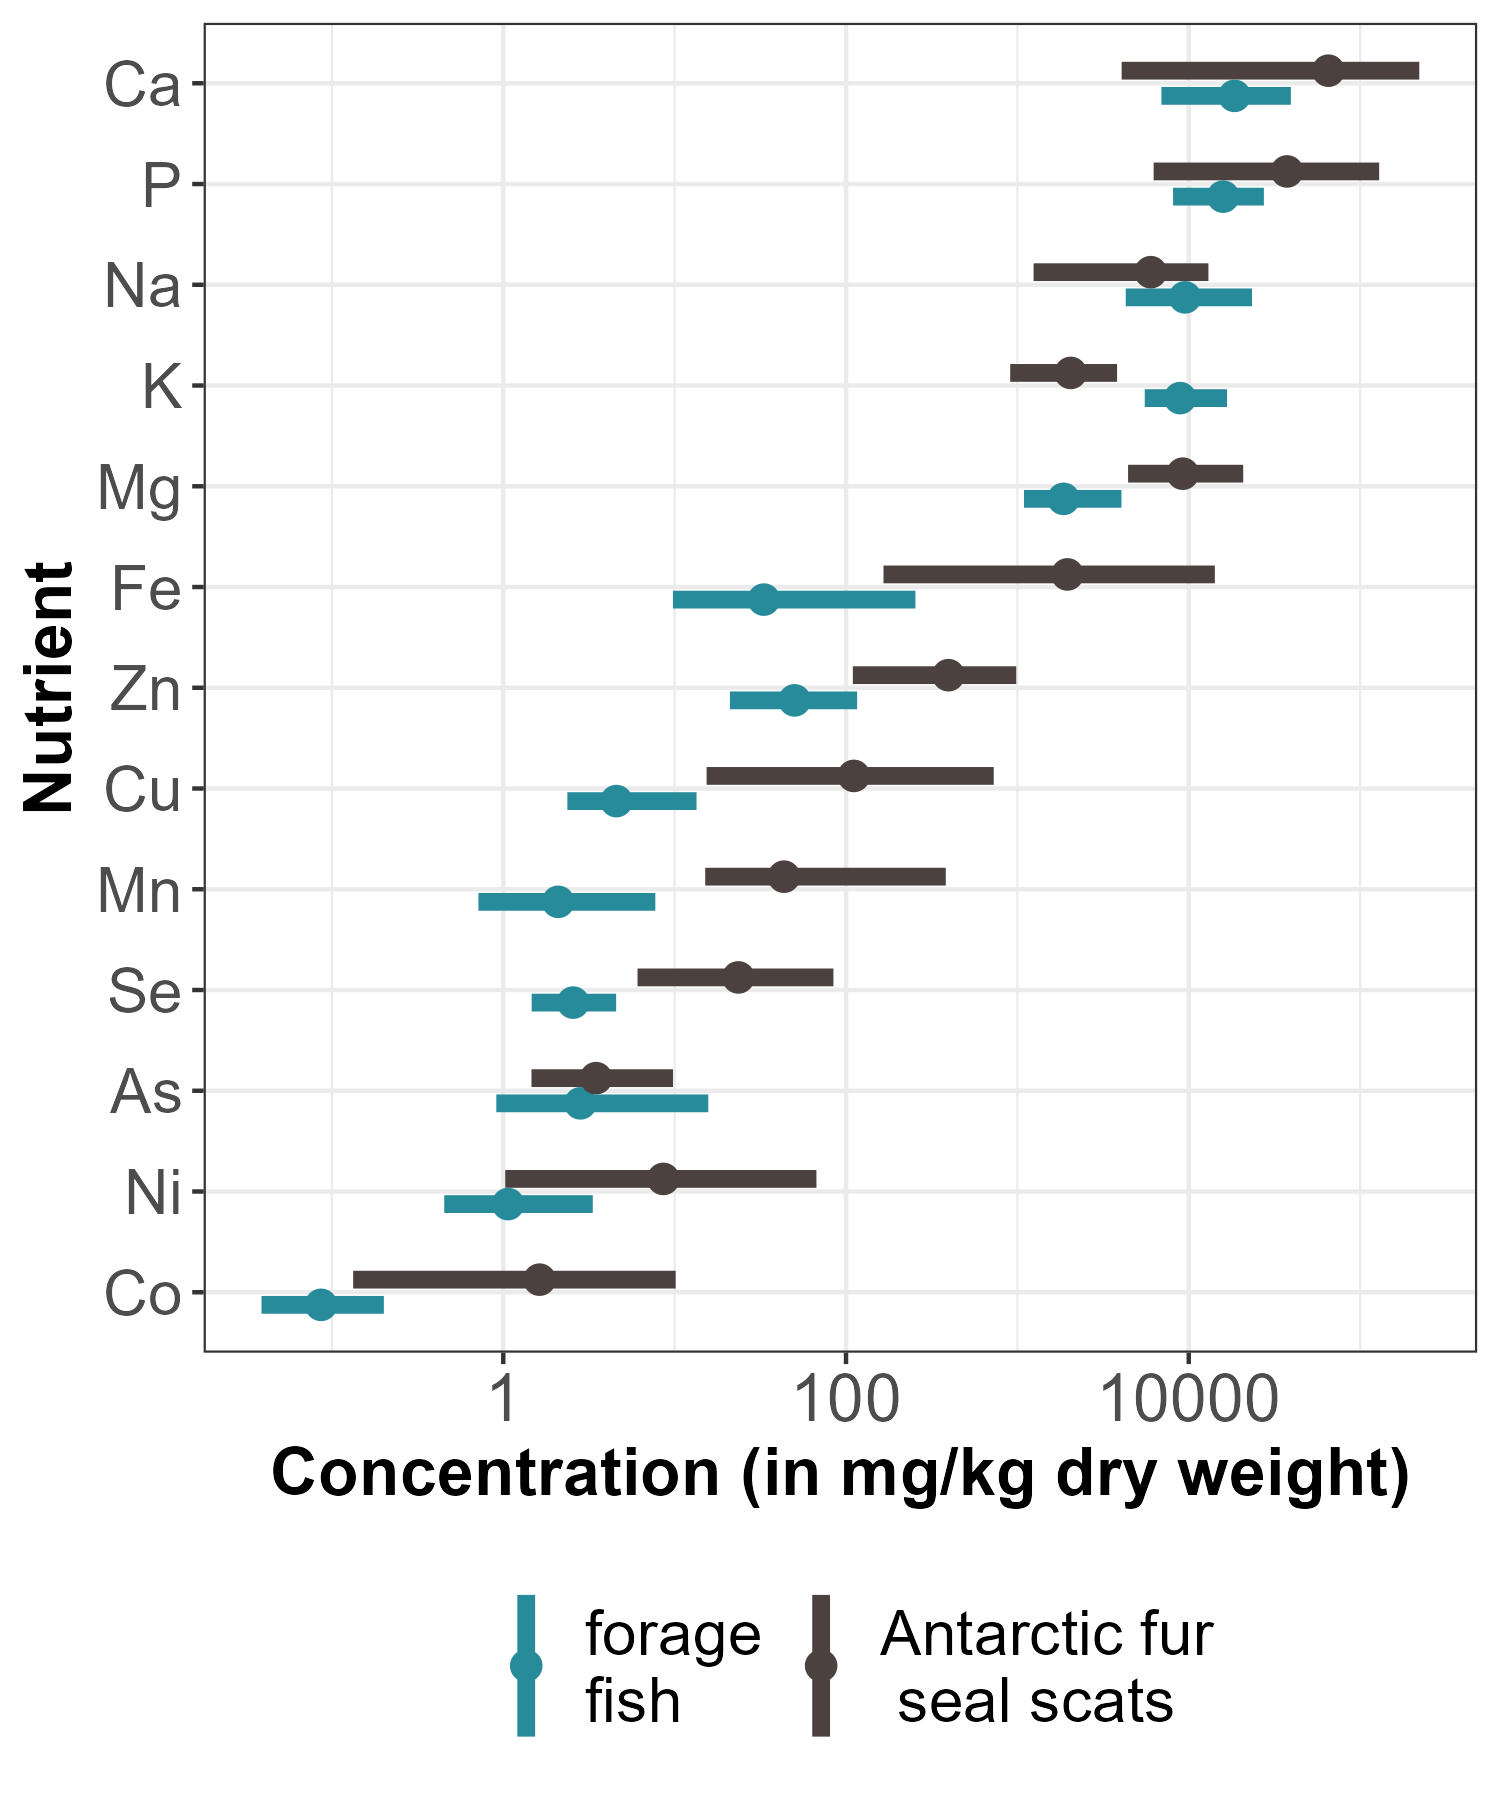 Ca
P
Na
K
Mg
Fe
Zn
Cu
Mn
Se
As
Ni
Co
Nutrient
1 100 10000
Concentration (in mg/kg dry weight)
forage
fish
Antarctic fur
seal scats